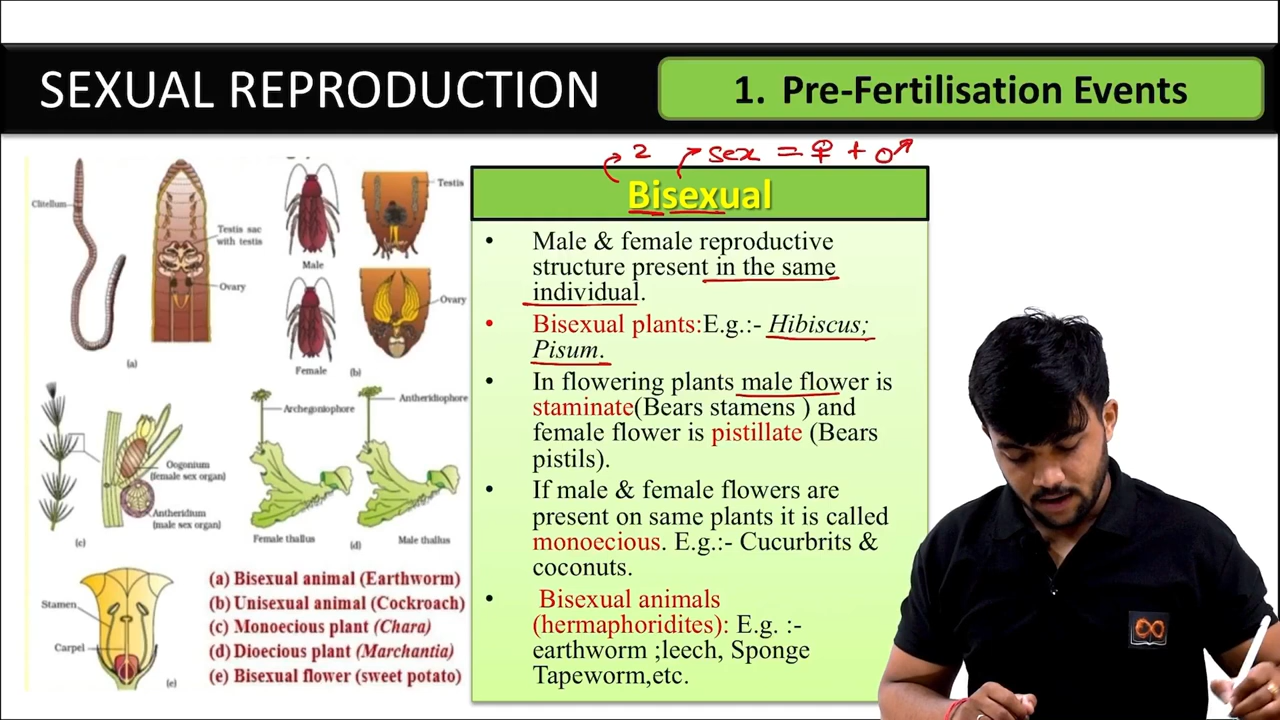 SEXUAL REPRODUCTION
1. Pre-Fertilisation Events
2 sex = ♀ + ♂
Bisexual
• Male & female reproductive
structure present in the same
individual.
• Bisexual plants:E.g.:- Hibiscus;
Pisum.
• In flowering plants male flower is
staminate(Bears stamens ) and
female flower is pistillate (Bears
pistils).
• If male & female flowers are
present on same plants it is called
monoecious. E.g.:- Cucurbrits &
coconuts.
• Bisexual animals
(hermaphoridites): E.g. :-
earthworm ;leech, Sponge
Tapeworm,etc.
Clitellum
Testis sac
with testis
Ovary
(a)
Male
Female
Testis
Ovary
(b)
Oogonium
(female sex organ)
Antheridium
(male sex organ)
(c)
Archegoniophore
Antheridiophore
Female thallus
(d)
Male thallus
Stamen
Carpel
(e)
(a) Bisexual animal (Earthworm)
(b) Unisexual animal (Cockroach)
(c) Monoecious plant (Chara)
(d) Dioecious plant (Marchantia)
(e) Bisexual flower (sweet potato)